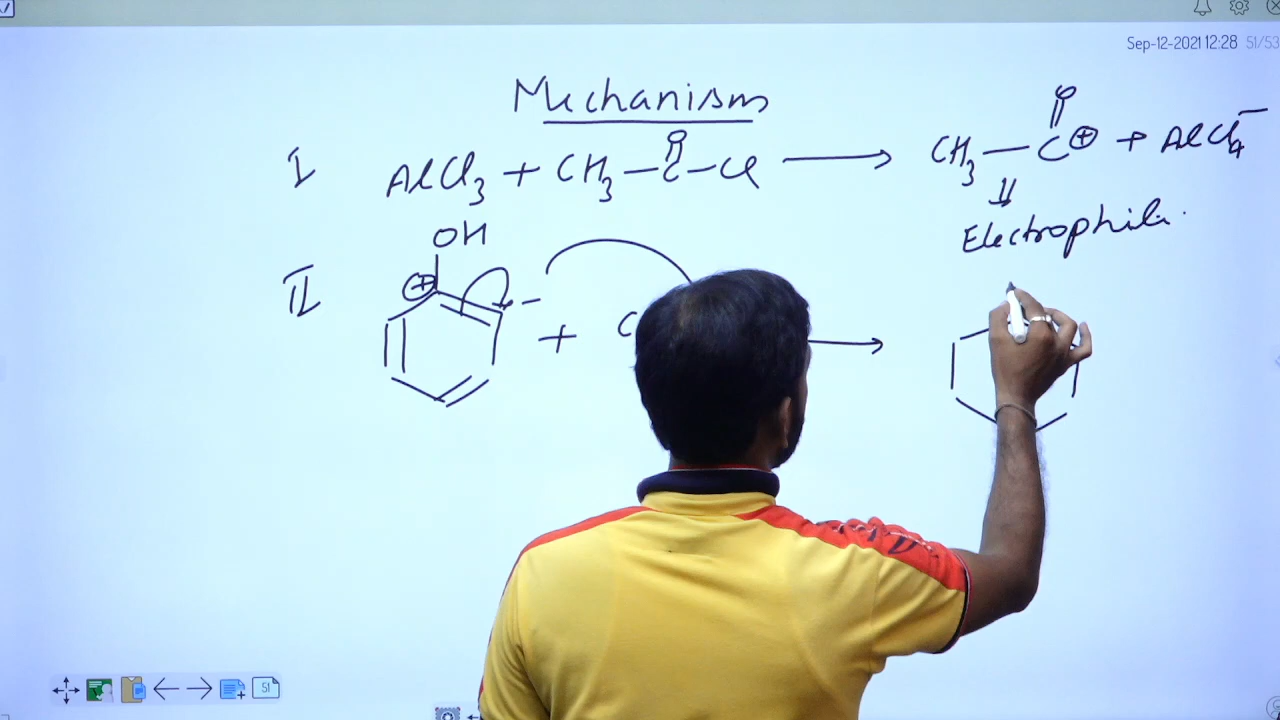 Sep-12-2021 12:28 51/53
Mechanism
I AlCl3 + CH3 — C(=O) — Cl ⟶ CH3 — C(=O)⊕ + AlCl4−
Electrophile.
OH
II ⊕ − + C ⟶
51